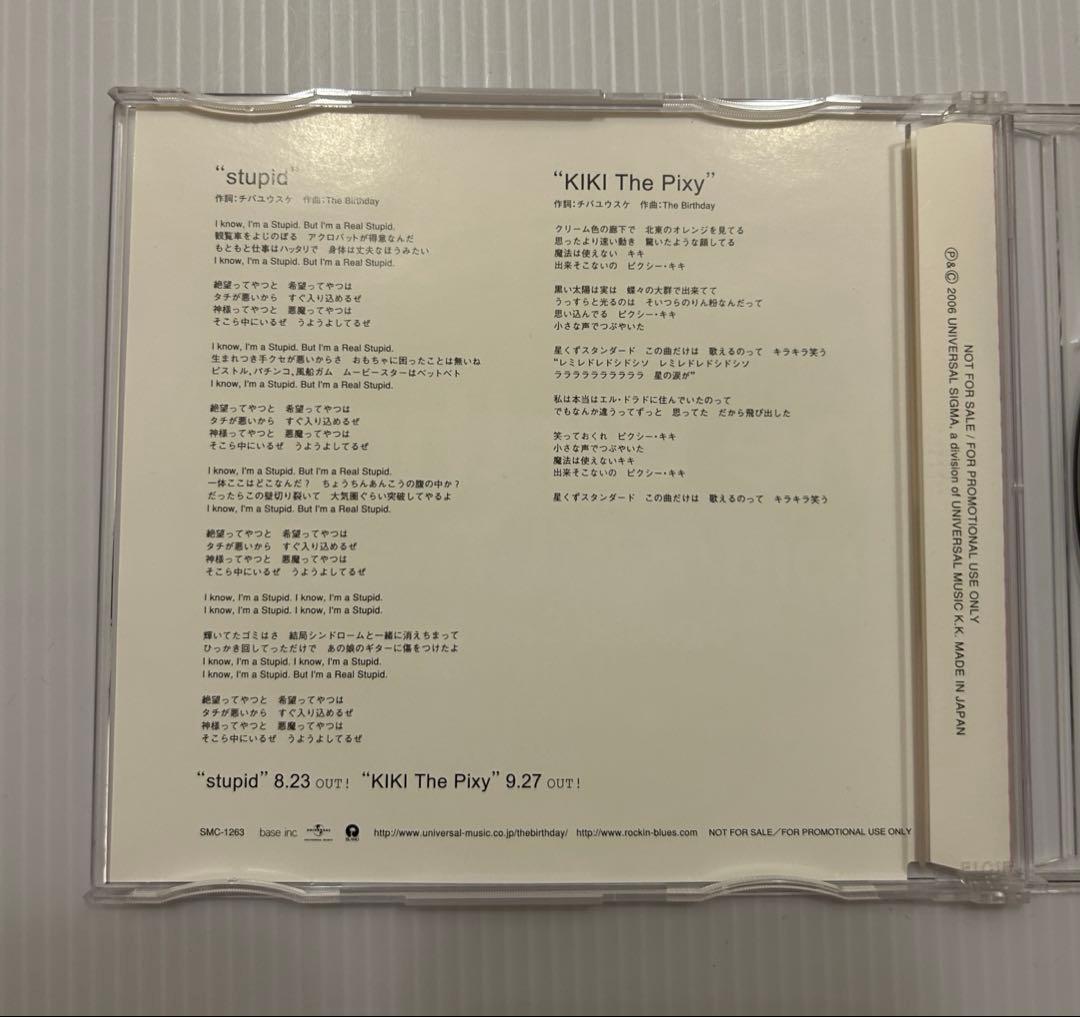 “stupid”
作詞：チバユウスケ　作曲：The Birthday
I know, I'm a Stupid. But I'm a Real Stupid.
観覧車をよじのぼる　アクロバットが得意なんだ
もともと仕事はハッタリで　身体は丈夫なほうみたい
I know, I'm a Stupid. But I'm a Real Stupid.
絶望ってやつと　希望ってやつは
タチが悪いから　すぐ入り込めるぜ
神様ってやつと　悪魔ってやつは
そこら中にいるぜ　うようよしてるぜ
I know, I'm a Stupid. But I'm a Real Stupid.
生まれつき手クセが悪いからさ　おもちゃに困ったことは無いね
ピストル、パチンコ、風船ガム　ムービースターはベットベト
I know, I'm a Stupid. But I'm a Real Stupid.
絶望ってやつと　希望ってやつは
タチが悪いから　すぐ入り込めるぜ
神様ってやつと　悪魔ってやつは
そこら中にいるぜ　うようよしてるぜ
I know, I'm a Stupid. But I'm a Real Stupid.
一体ここはどこなんだ？　ちょうちんあんこうの腹の中か？
だったらこの壁切り裂いて　大気圏ぐらい突破してやるよ
I know, I'm a Stupid. But I'm a Real Stupid.
絶望ってやつと　希望ってやつは
タチが悪いから　すぐ入り込めるぜ
神様ってやつと　悪魔ってやつは
そこら中にいるぜ　うようよしてるぜ
I know, I'm a Stupid. I know, I'm a Stupid.
I know, I'm a Stupid. I know, I'm a Stupid.
輝いてたゴミはさ　結局シンドロームと一緒に消えちまって
ひっかき回してっただけで　あの娘のギターに傷をつけたよ
I know, I'm a Stupid. I know, I'm a Stupid.
I know, I'm a Stupid. But I'm a Real Stupid.
絶望ってやつと　希望ってやつは
タチが悪いから　すぐ入り込めるぜ
神様ってやつと　悪魔ってやつは
そこら中にいるぜ　うようよしてるぜ
“KIKI The Pixy”
作詞：チバユウスケ　作曲：The Birthday
クリーム色の廊下で　北東のオレンジを見てる
思ったより速い動き　驚いたような顔してる
魔法は使えない　キキ
出来そこないの　ピクシー・キキ
黒い太陽は実は　蝶々の大群で出来てて
うっすらと光るのは　そいつらのりん粉なんだって
思い込んでる　ピクシー・キキ
小さな声でつぶやいた
星くずスタンダード　この曲だけは　歌えるのって　キラキラ笑う
“レミレドレドシドシソ　レミレドレドシドシソ
ララララララララララ　星の涙が”
私は本当はエル・ドラドに住んでいたのって
でもなんか違うってずっと　思ってた　だから飛び出した
笑っておくれ　ピクシー・キキ
小さな声でつぶやいた
魔法は使えないキキ
出来そこないの　ピクシー・キキ
星くずスタンダード　この曲だけは　歌えるのって　キラキラ笑う
“stupid” 8.23 OUT! “KIKI The Pixy” 9.27 OUT!
SMC-1263 base inc UNIVERSAL UNIVERSAL MUSIC ISLAND http://www.universal-music.co.jp/thebirthday/ http://www.rockin-blues.com NOT FOR SALE／FOR PROMOTIONAL USE ONLY
NOT FOR SALE / FOR PROMOTIONAL USE ONLY
Ⓟ&© 2006 UNIVERSAL SIGMA, a division of UNIVERSAL MUSIC K.K. MADE IN JAPAN